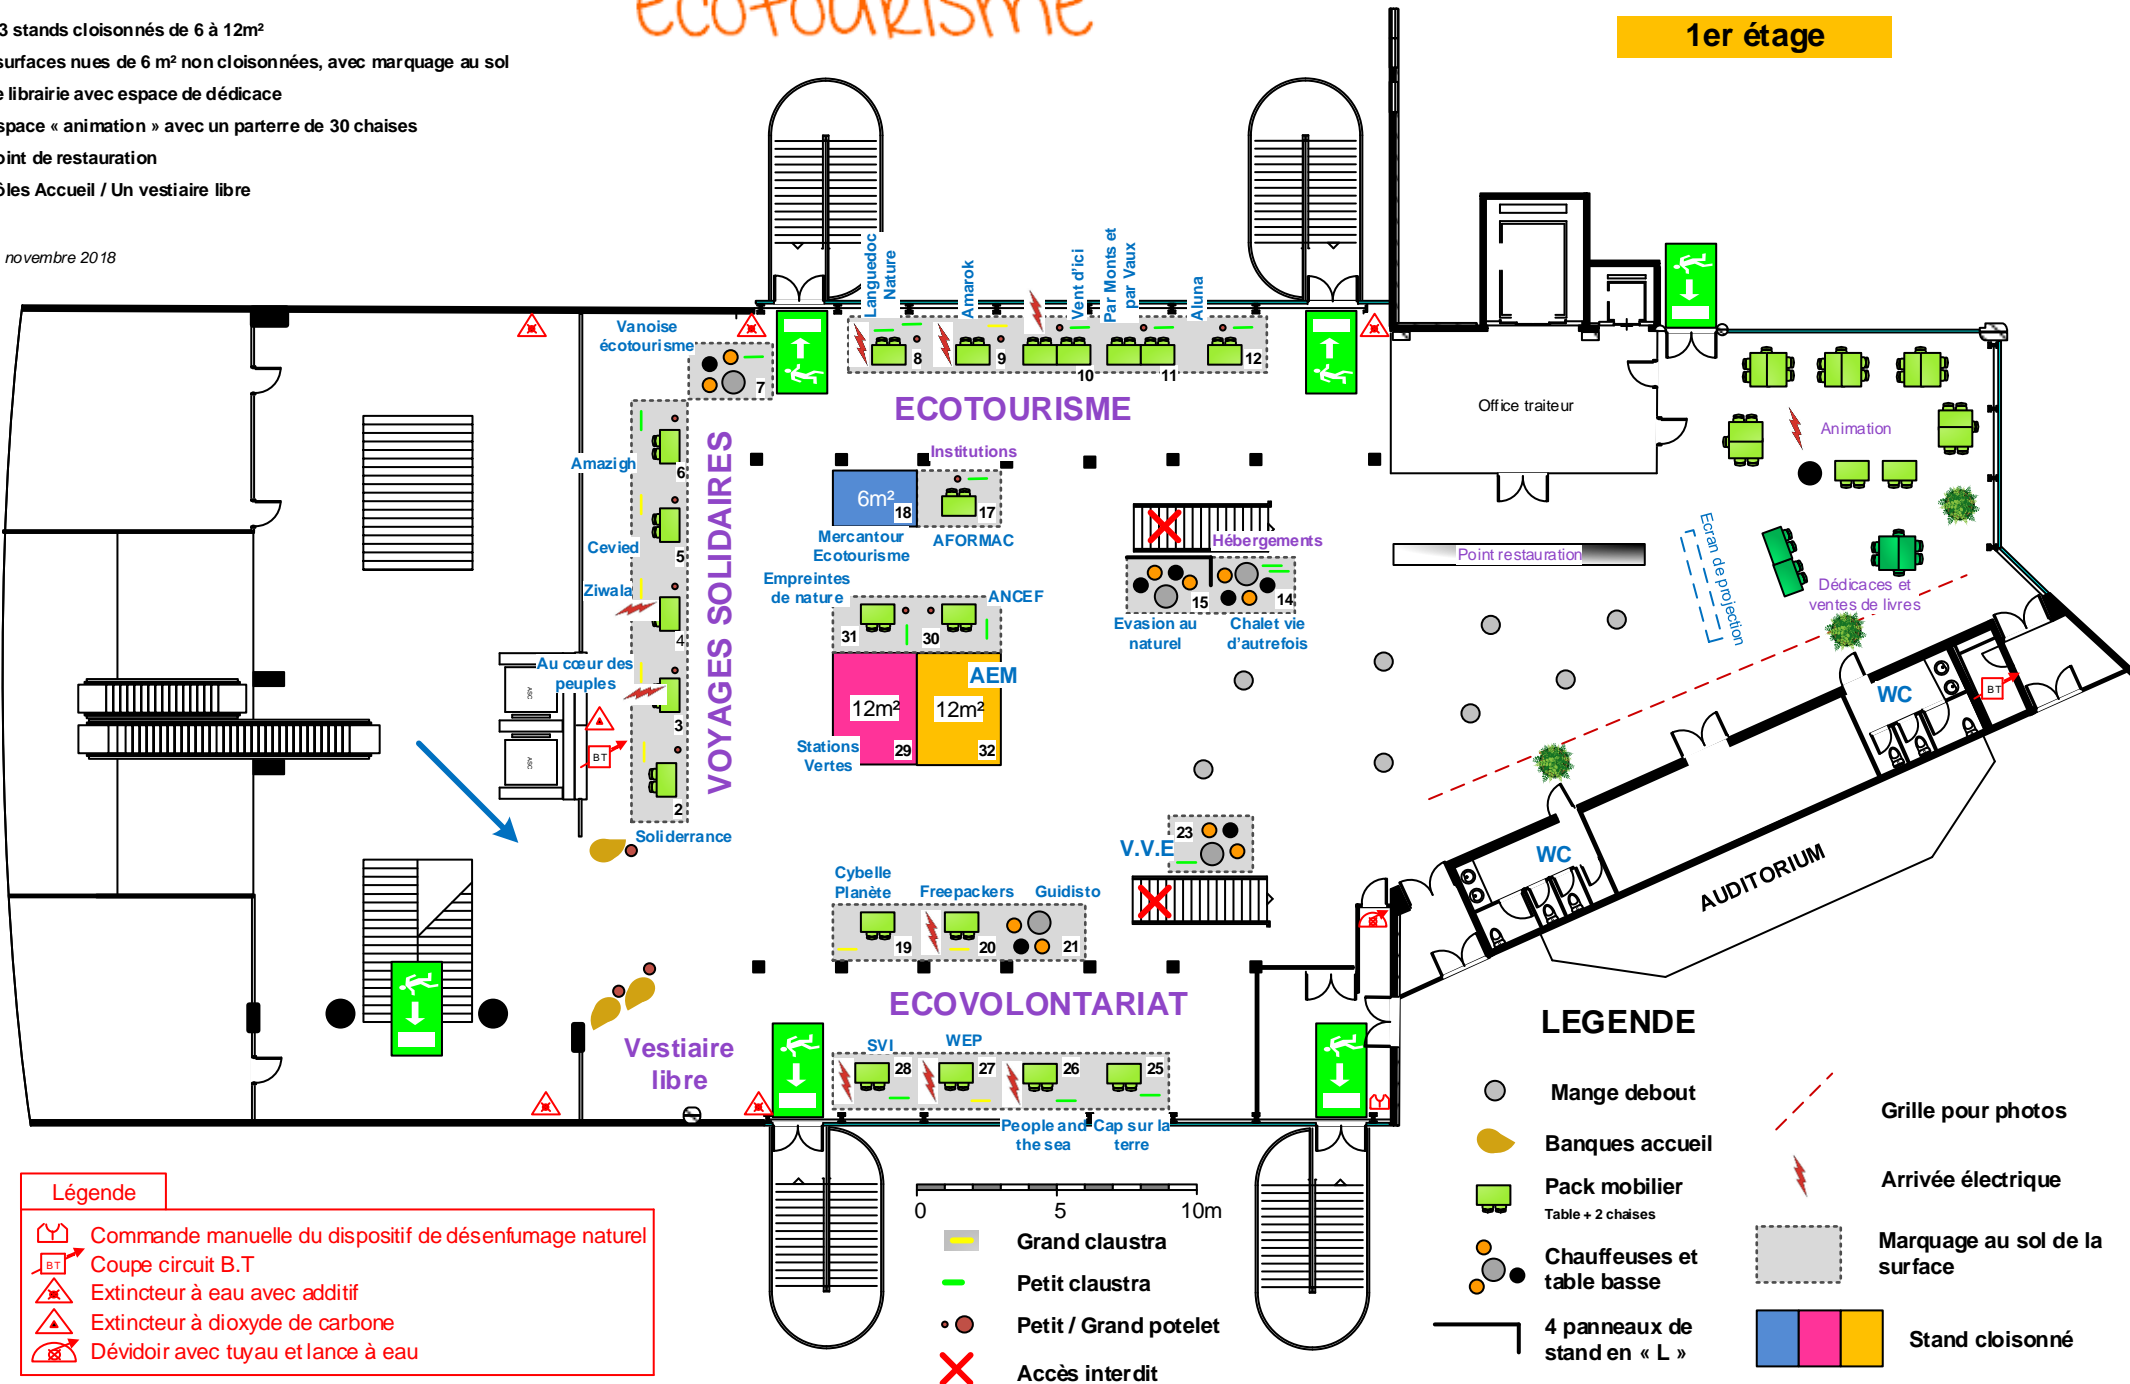 écotourisme
3 stands cloisonnés de 6 à 12m²
surfaces nues de 6 m² non cloisonnées, avec marquage au sol
e librairie avec espace de dédicace
space « animation » avec un parterre de 30 chaises
oint de restauration
ôles Accueil / Un vestiaire libre
novembre 2018
1er étage
Languedoc
Nature
Amarok
Vent d'ici
Par Monts et
par Vaux
Aluna
8
9
10
11
12
Vanoise
écotourisme
7
ECOTOURISME
Office traiteur
Animation
VOYAGES SOLIDAIRES
Amazigh
6
Cevied
5
Ziwala
4
Au cœur des
peuples
3
2
Soliderrance
ASC
ASC
BT
Institutions
6m²
18
17
Mercantour
Ecotourisme
AFORMAC
Empreintes
de nature
ANCEF
31
30
AEM
12m²
12m²
Stations
Vertes
29
32
Hébergements
15
14
Evasion au
naturel
Chalet vie
d'autrefois
Point restauration
Ecran de projection
Dédicaces et
ventes de livres
WC
BT
WC
AUDITORIUM
23
V.V.E
Cybelle
Planète
Freepackers
Guidisto
19
20
21
ECOVOLONTARIAT
Vestiaire
libre
SVI
WEP
28
27
26
25
People and
the sea
Cap sur la
terre
0
5
10m
Grand claustra
Petit claustra
Petit / Grand potelet
Accès interdit
LEGENDE
Mange debout
Banques accueil
Pack mobilier
Table + 2 chaises
Chauffeuses et
table basse
4 panneaux de
stand en « L »
Grille pour photos
Arrivée électrique
Marquage au sol de la
surface
Stand cloisonné
Légende
Commande manuelle du dispositif de désenfumage naturel
BT
Coupe circuit B.T
Extincteur à eau avec additif
Extincteur à dioxyde de carbone
Dévidoir avec tuyau et lance à eau